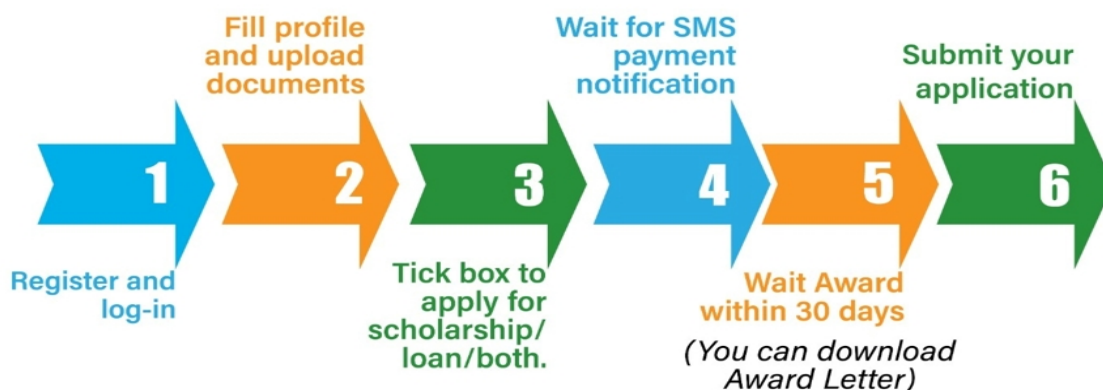 1
Register and
log-in
Fill profile
and upload
documents
2
3
Tick box to
apply for
scholarship/
loan/both.
Wait for SMS
payment
notification
4
5
Wait Award
within 30 days
(You can download
Award Letter)
Submit your
application
6